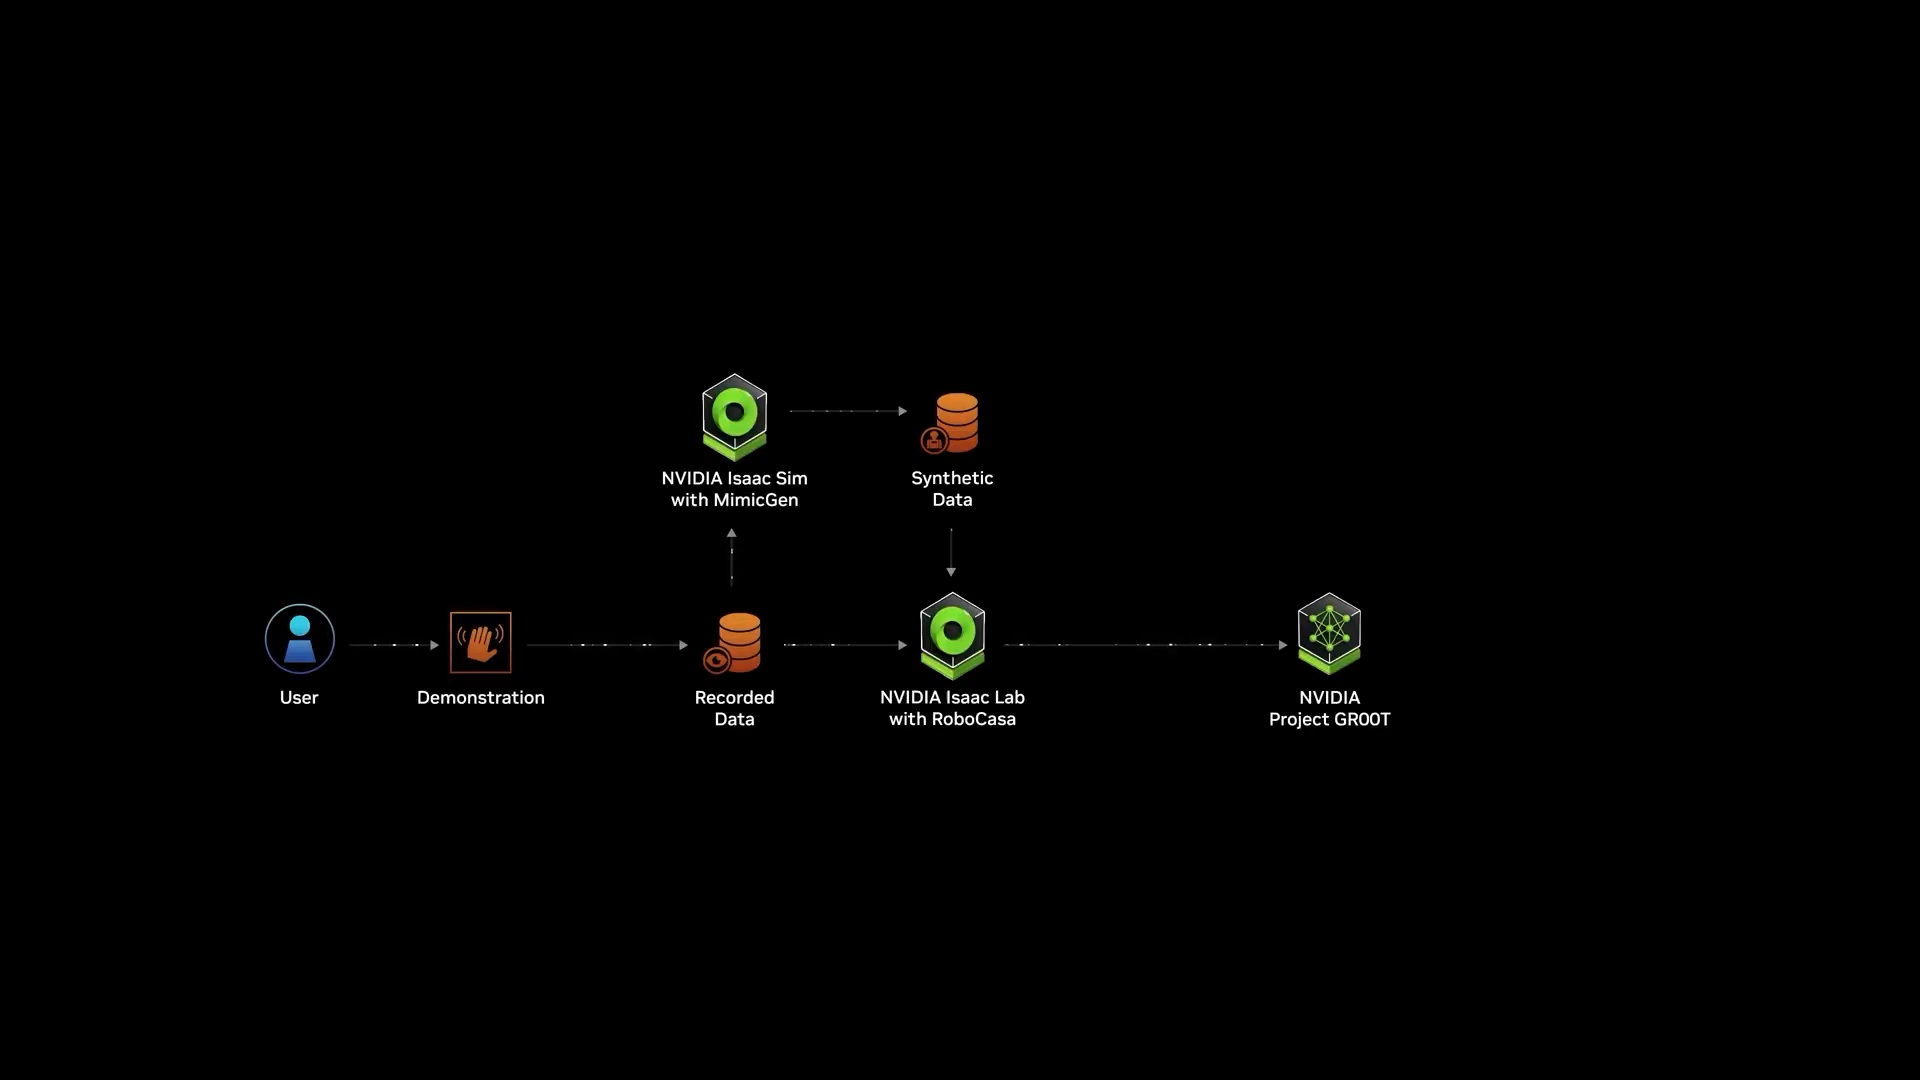 NVIDIA Isaac Sim
with MimicGen
Synthetic
Data
User
Demonstration
Recorded
Data
NVIDIA Isaac Lab
with RoboCasa
NVIDIA
Project GR00T